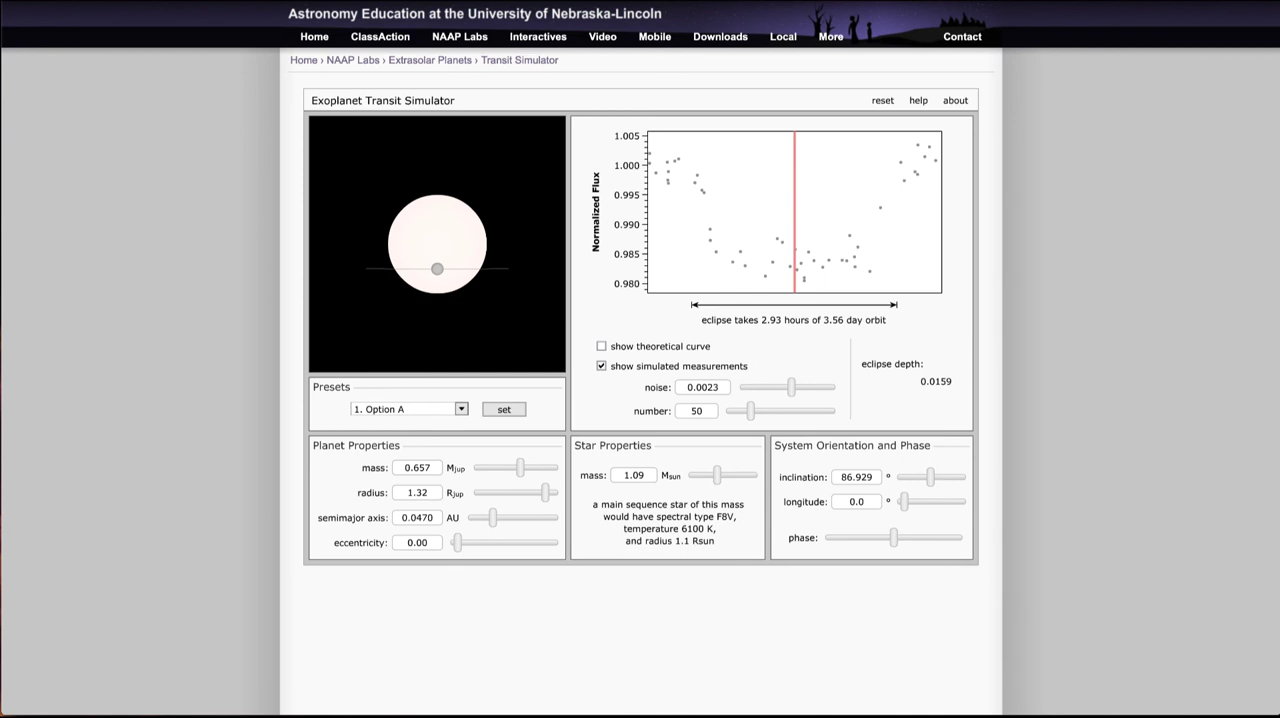 Astronomy Education at the University of Nebraska-Lincoln
Home ClassAction NAAP Labs Interactives Video Mobile Downloads Local More Contact
Home › NAAP Labs › Extrasolar Planets › Transit Simulator
Exoplanet Transit Simulator reset help about
Normalized Flux
1.005
1.000
0.995
0.990
0.985
0.980
eclipse takes 2.93 hours of 3.56 day orbit
show theoretical curve
show simulated measurements
noise: 0.0023
number: 50
eclipse depth:
0.0159
Presets
1. Option A set
Planet Properties
mass: 0.657 Mjup
radius: 1.32 Rjup
semimajor axis: 0.0470 AU
eccentricity: 0.00
Star Properties
mass: 1.09 Msun
a main sequence star of this mass
would have spectral type F8V,
temperature 6100 K,
and radius 1.1 Rsun
System Orientation and Phase
inclination: 86.929 º
longitude: 0.0 º
phase: